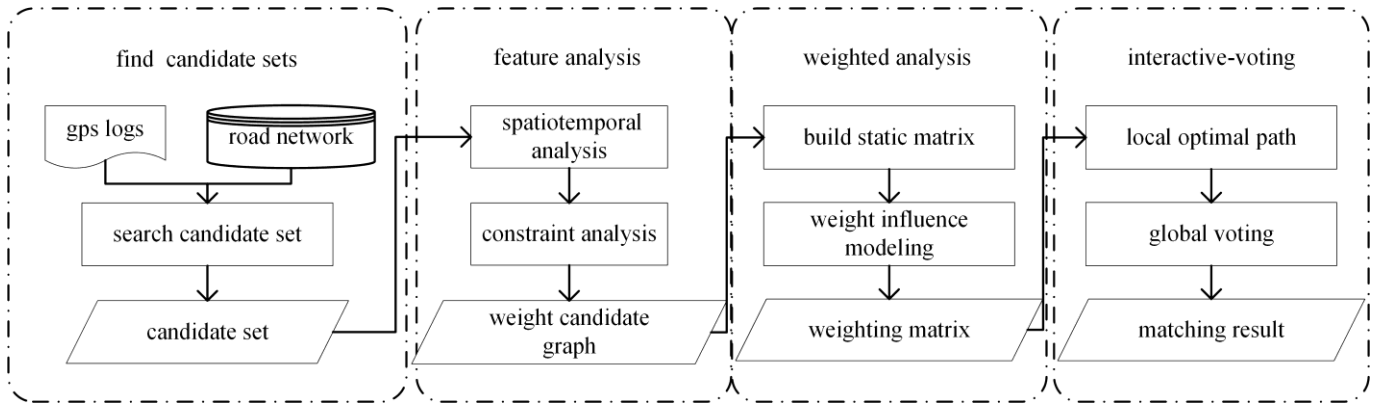 find candidate sets
gps logs
road network
search candidate set
candidate set
feature analysis
spatiotemporal
analysis
constraint analysis
weight candidate
graph
weighted analysis
build static matrix
weight influence
modeling
weighting matrix
interactive-voting
local optimal path
global voting
matching result